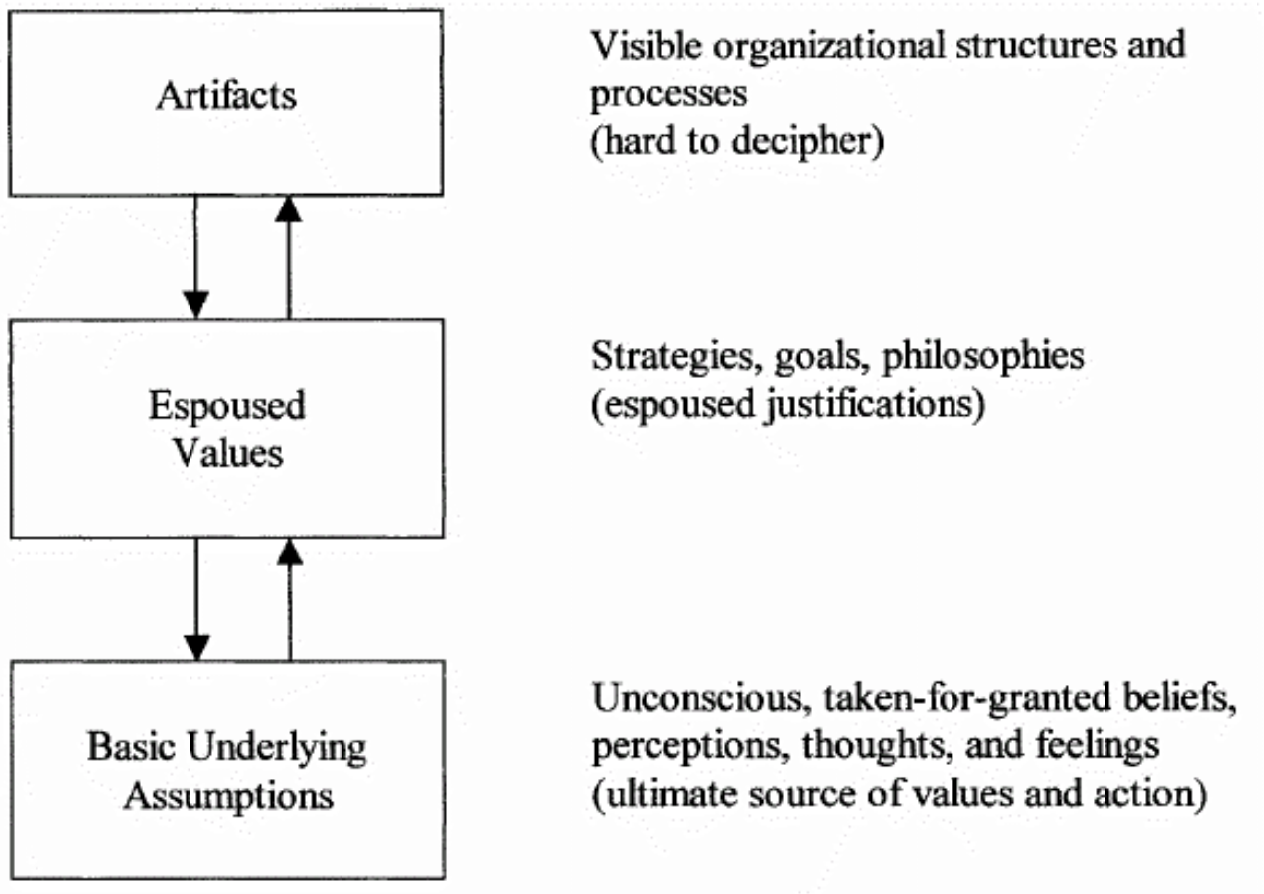 Artifacts
Visible organizational structures and
processes
(hard to decipher)
Espoused
Values
Strategies, goals, philosophies
(espoused justifications)
Basic Underlying
Assumptions
Unconscious, taken-for-granted beliefs,
perceptions, thoughts, and feelings
(ultimate source of values and action)